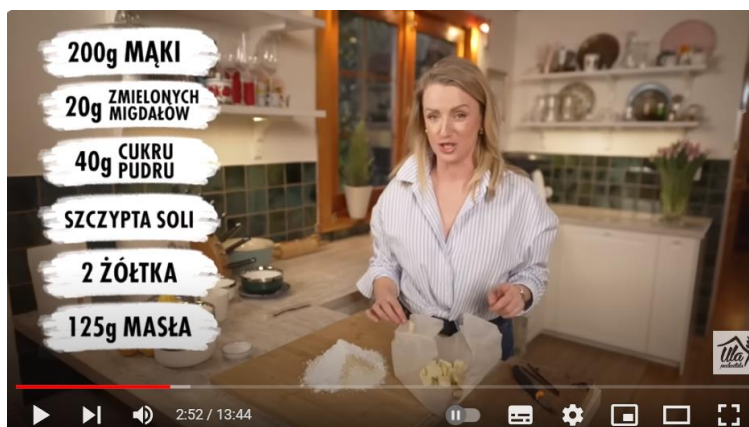 200g MĄKI
20g ZMIELONYCH
MIGDAŁÓW
40g CUKRU
PUDRU
SZCZYPTA SOLI
2 ŻÓŁTKA
125g MASŁA
Ula
2:52 / 13:44